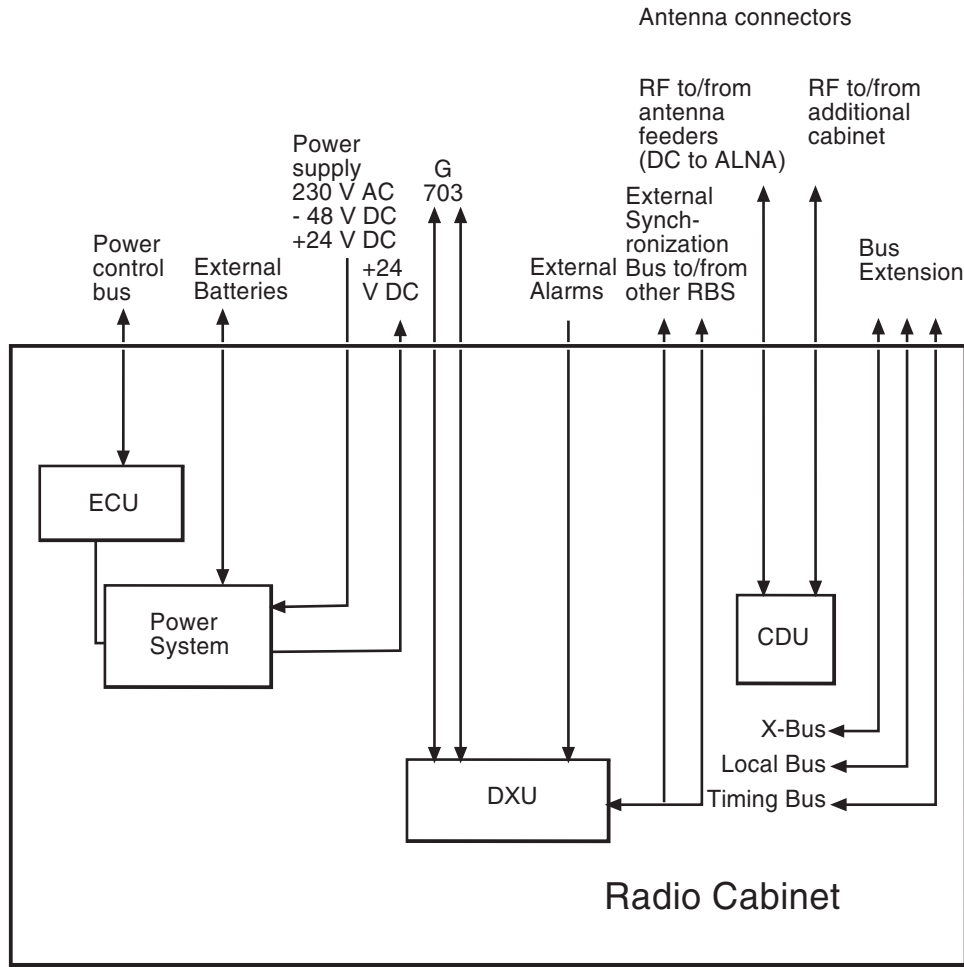 Antenna connectors
RF to/from
antenna
feeders
(DC to ALNA)
RF to/from
additional
cabinet
Power
supply
230 V AC
- 48 V DC
+24 V DC
G
703
External
Synch-
ronization
Bus to/from
other RBS
Power
control
bus
External
Batteries
+24
V DC
External
Alarms
Bus
Extension
ECU
Power
System
CDU
X-Bus
Local Bus
Timing Bus
DXU
Radio Cabinet